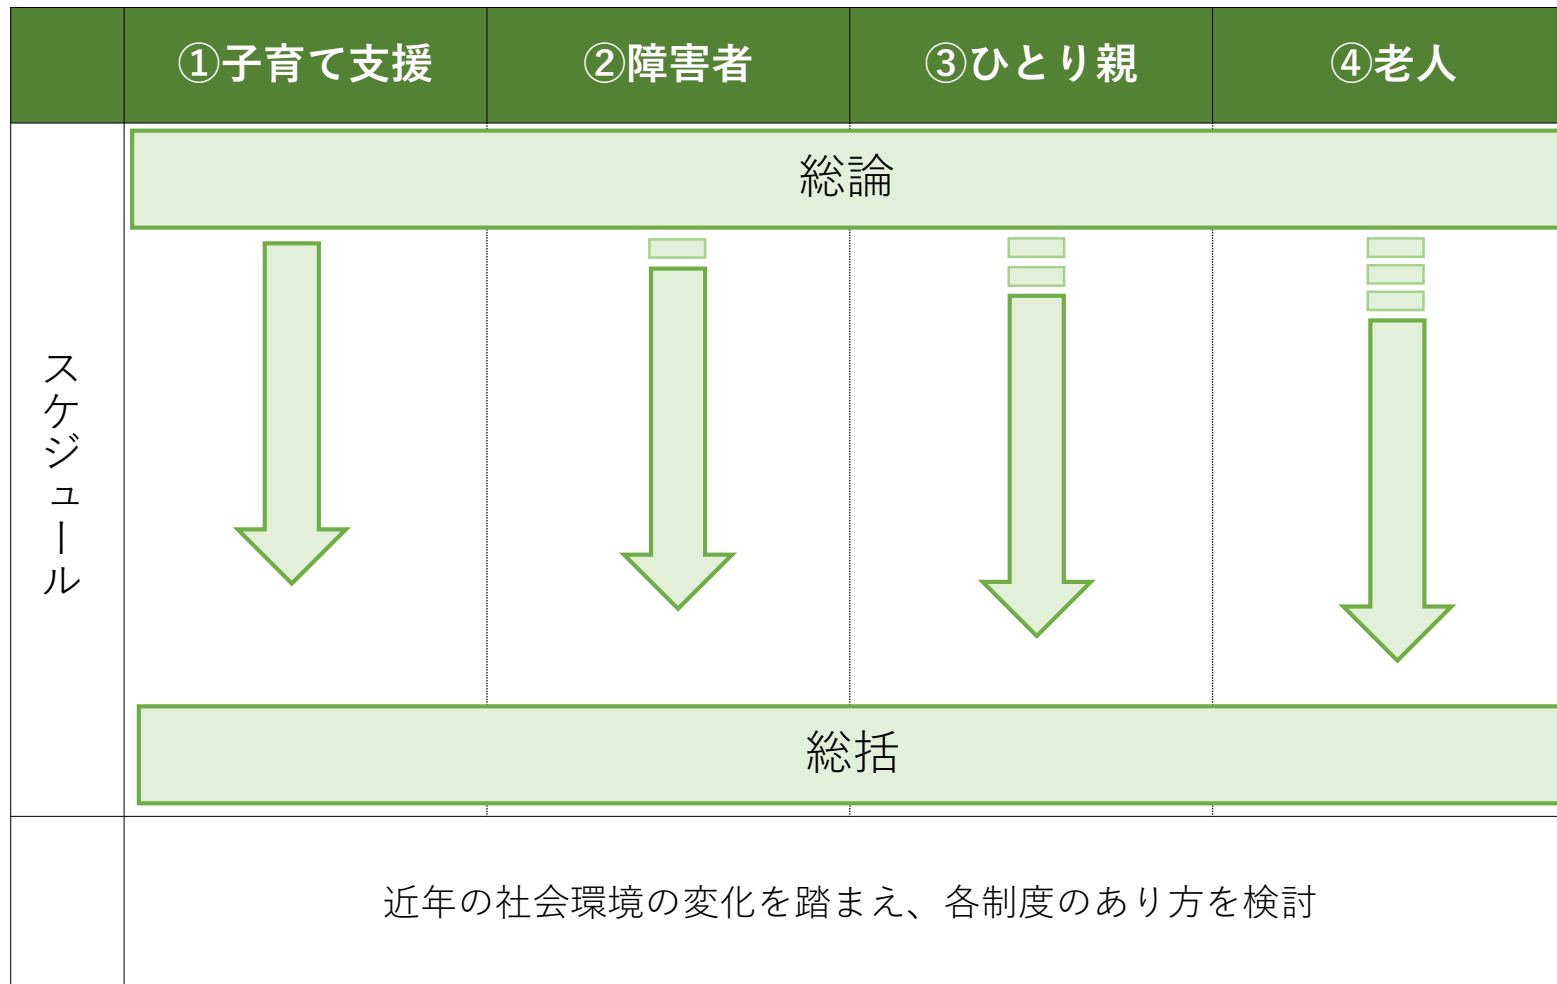 ①子育て支援
②障害者
③ひとり親
④老人
総論
スケジュール
総括
近年の社会環境の変化を踏まえ、各制度のあり方を検討